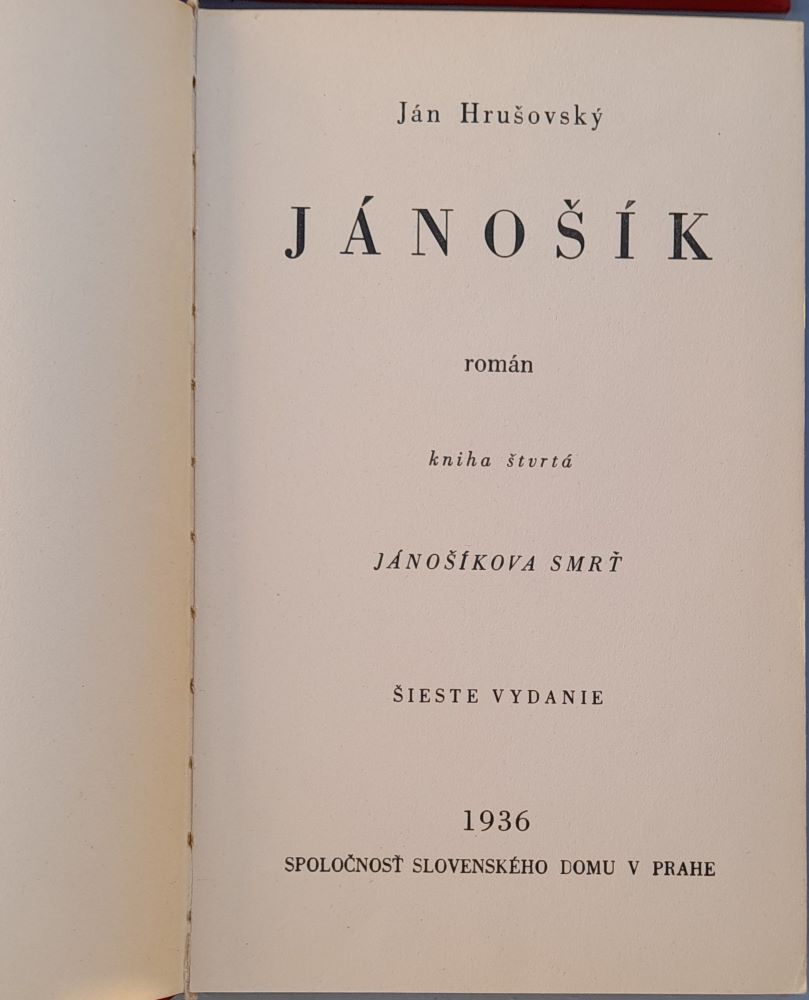 Ján Hrušovský
JÁNOŠÍK
román
kniha štvrtá
JÁNOŠÍKOVA SMRŤ
ŠIESTE VYDANIE
1936
SPOLOČNOSŤ SLOVENSKÉHO DOMU V PRAHE